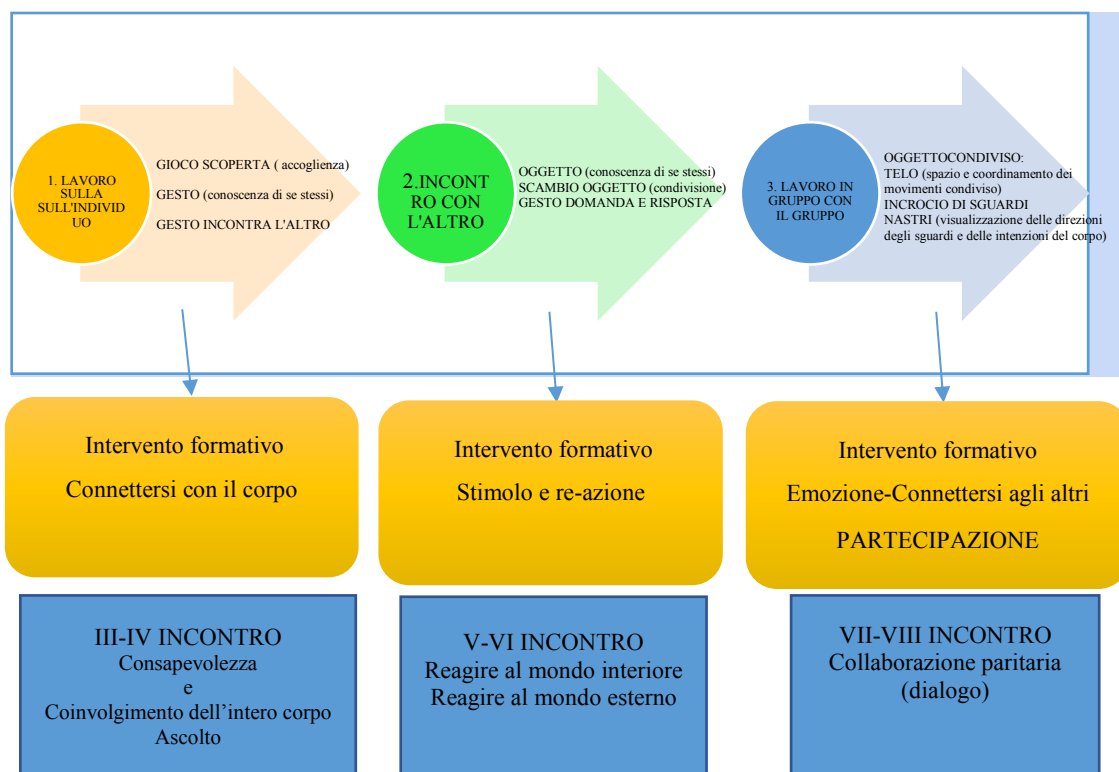 1. LAVORO
SULLA
SULL'INDIVID
UO
GIOCO SCOPERTA ( accoglienza)
GESTO (conoscenza di se stessi)
GESTO INCONTRA L'ALTRO
2.INCONT
RO CON
L'ALTRO
OGGETTO (conoscenza di se stessi)
SCAMBIO OGGETTO (condivisione)
GESTO DOMANDA E RISPOSTA
3. LAVORO IN
GRUPPO CON
IL GRUPPO
OGGETTOCONDIVISO:
TELO (spazio e coordinamento dei
movimenti condiviso)
INCROCIO DI SGUARDI
NASTRI (visualizzazione delle direzioni
degli sguardi e delle intenzioni del corpo)
Intervento formativo
Connettersi con il corpo
Intervento formativo
Stimolo e re-azione
Intervento formativo
Emozione-Connettersi agli altri
PARTECIPAZIONE
III-IV INCONTRO
Consapevolezza
e
Coinvolgimento dell’intero corpo
Ascolto
V-VI INCONTRO
Reagire al mondo interiore
Reagire al mondo esterno
VII-VIII INCONTRO
Collaborazione paritaria
(dialogo)